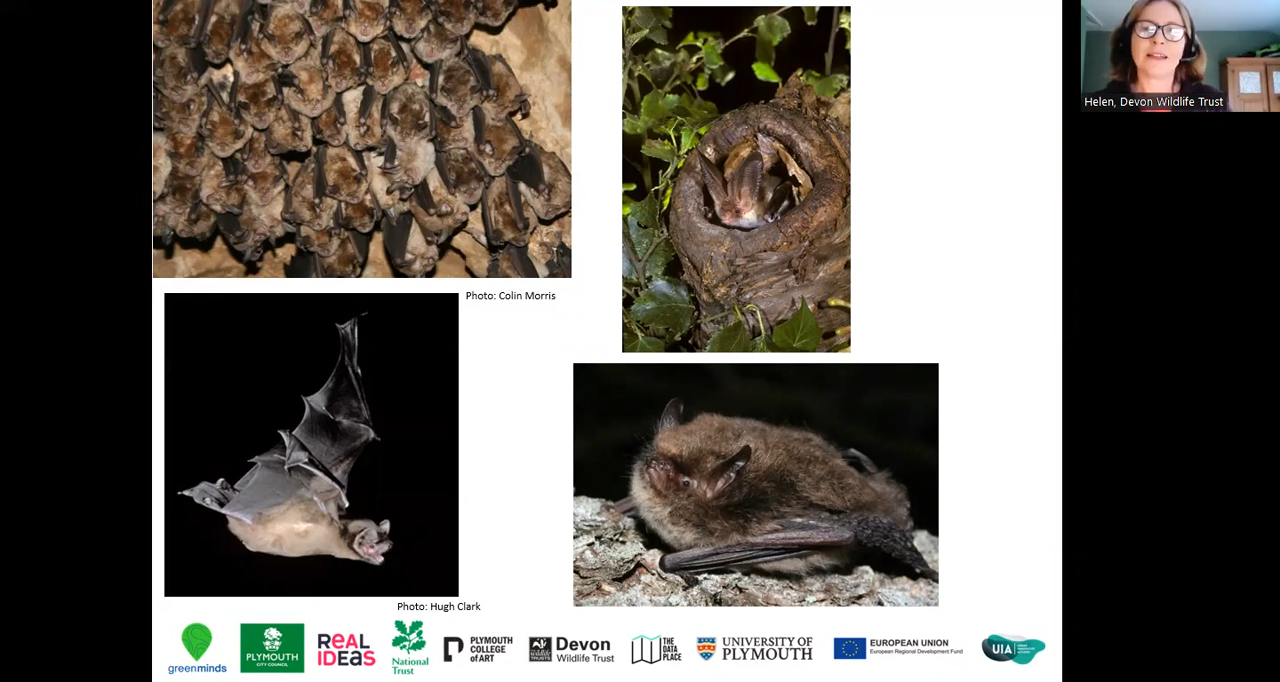 Helen, Devon Wildlife Trust
Photo: Colin Morris
Photo: Hugh Clark
greenminds
PLYMOUTH
CITY COUNCIL
REAL
IDEAS
National
Trust
PLYMOUTH
COLLEGE
OF ART
Devon
Wildlife Trust
THE
DATA
PLACE
UNIVERSITY OF
PLYMOUTH
EUROPEAN UNION
European Regional Development Fund
UIA